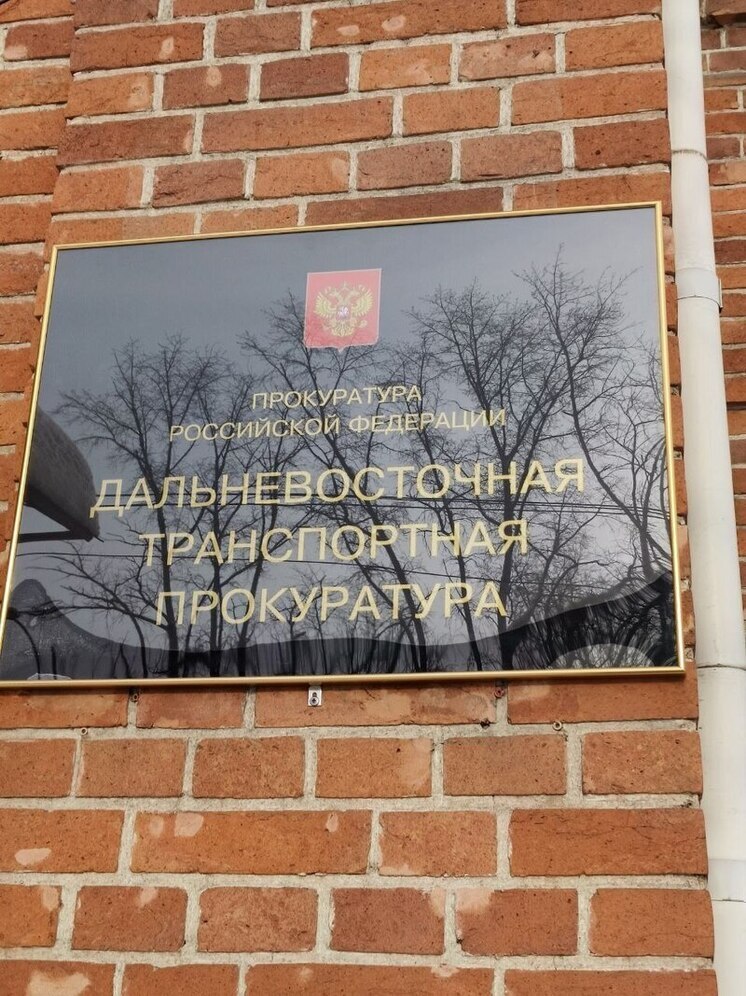 ПРОКУРАТУРА
РОССИЙСКОЙ ФЕДЕРАЦИИ
ДАЛЬНЕВОСТОЧНАЯ
ТРАНСПОРТНАЯ
ПРОКУРАТУРА